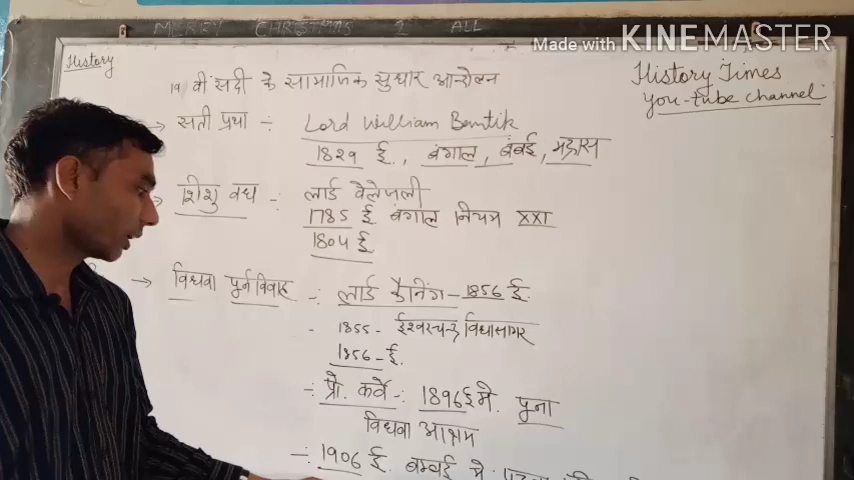 MERRY CHRISTMAS 2 ALL
Made with KINEMASTER
History
19 वी सदी के सामाजिक सुधार आन्दोलन
History Times
You-tube channel
→ सती प्रथा :- Lord William Bentik
1829 ई., बंगाल, बंबई, मद्रास
→ शिशु वध :- लार्ड वेलेजली
1785 ई बंगाल नियम XXI
1804 ई
→ विधवा पुर्नविवाह :- लार्ड कैनिंग - 1856 ई.
- 1855 - ईश्वरचन्द्र विधासागर
1856 - ई.
:- प्रो. कर्वे -: 1896 ई मे. पूना
विधवा आश्रम
-: 1906 ई. बम्बई मे